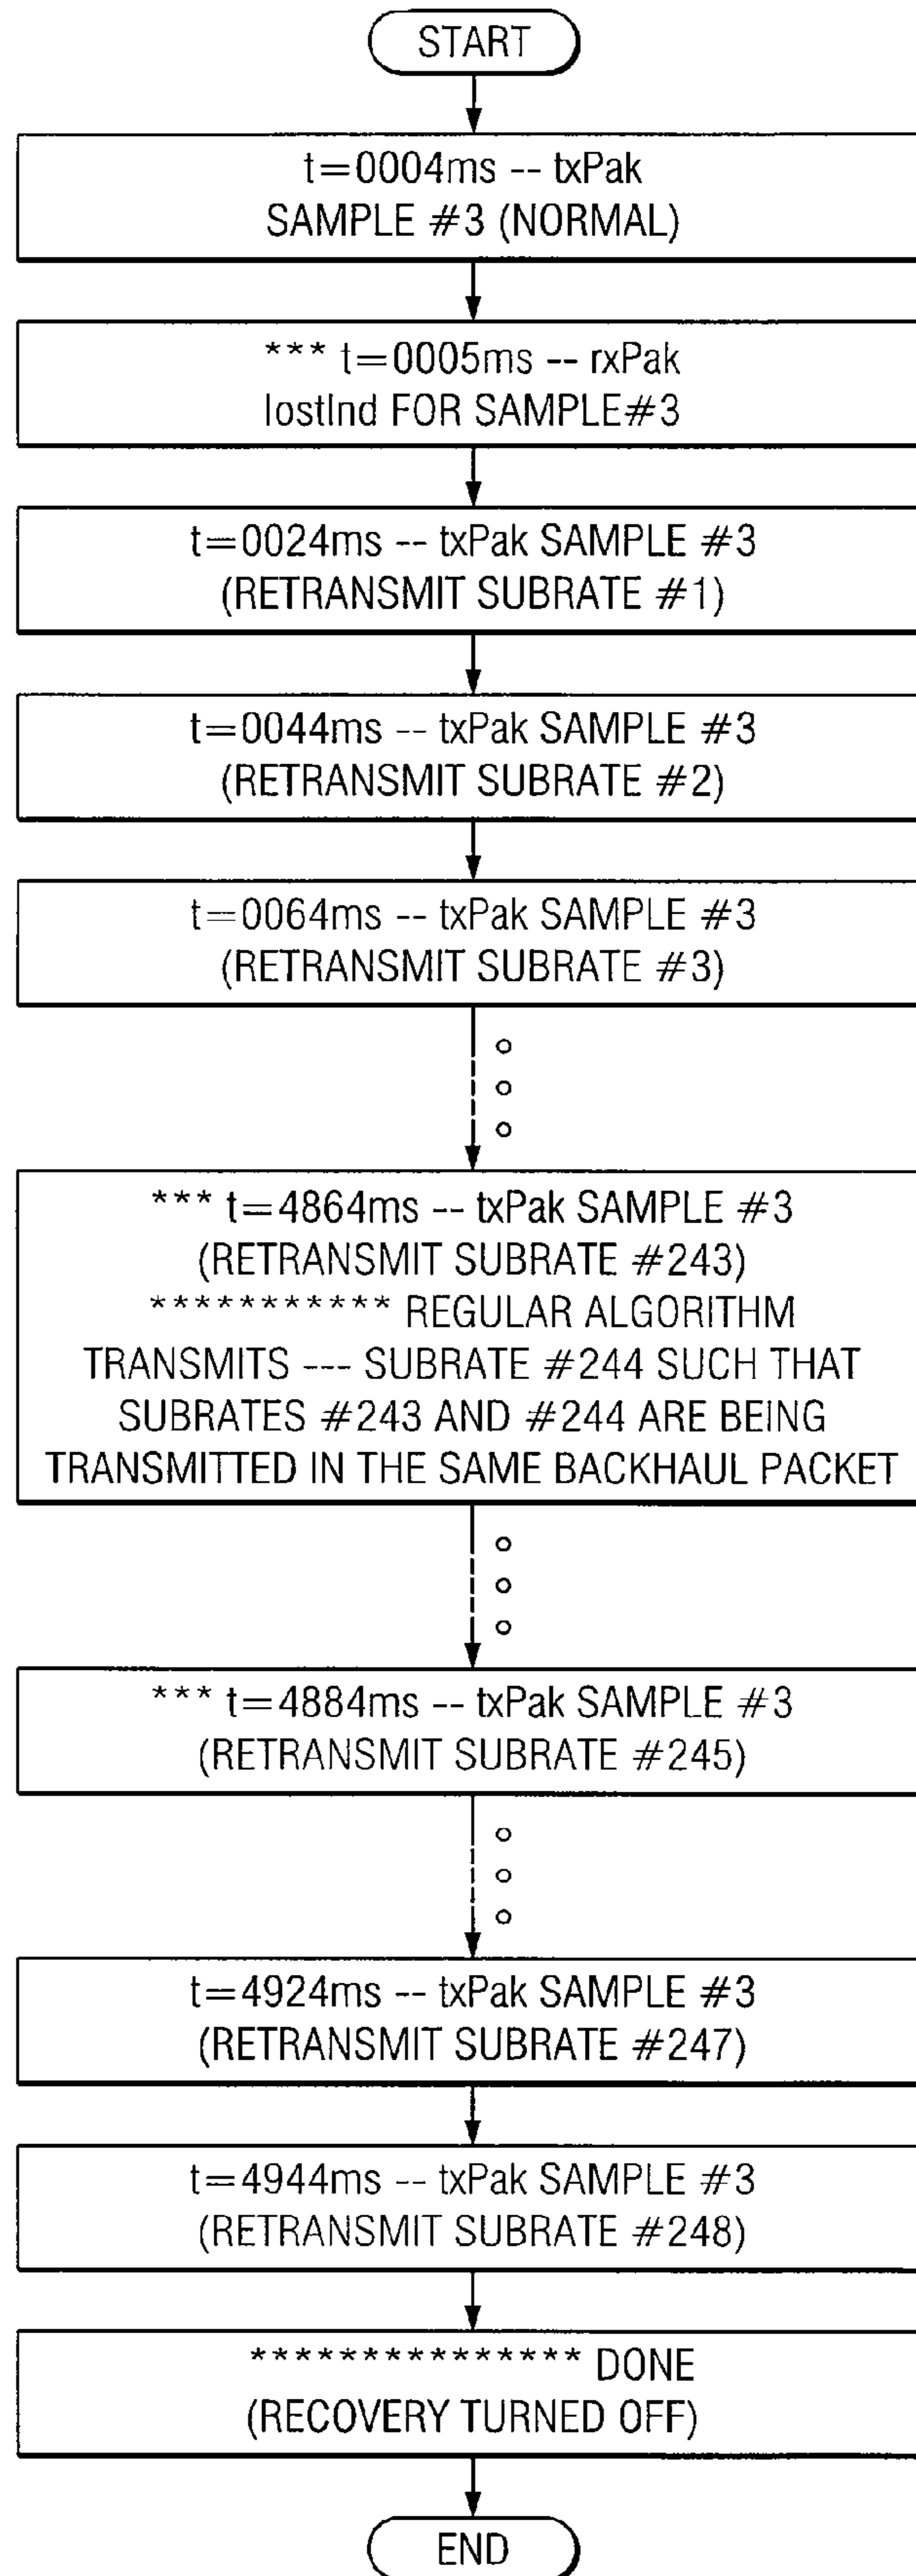 START
t=0004ms -- txPak
SAMPLE #3 (NORMAL)
*** t=0005ms -- rxPak
lostInd FOR SAMPLE#3
t=0024ms -- txPak SAMPLE #3
(RETRANSMIT SUBRATE #1)
t=0044ms -- txPak SAMPLE #3
(RETRANSMIT SUBRATE #2)
t=0064ms -- txPak SAMPLE #3
(RETRANSMIT SUBRATE #3)
*** t=4864ms -- txPak SAMPLE #3
(RETRANSMIT SUBRATE #243)
*********** REGULAR ALGORITHM
TRANSMITS --- SUBRATE #244 SUCH THAT
SUBRATES #243 AND #244 ARE BEING
TRANSMITTED IN THE SAME BACKHAUL PACKET
*** t=4884ms -- txPak SAMPLE #3
(RETRANSMIT SUBRATE #245)
t=4924ms -- txPak SAMPLE #3
(RETRANSMIT SUBRATE #247)
t=4944ms -- txPak SAMPLE #3
(RETRANSMIT SUBRATE #248)
*************** DONE
(RECOVERY TURNED OFF)
END